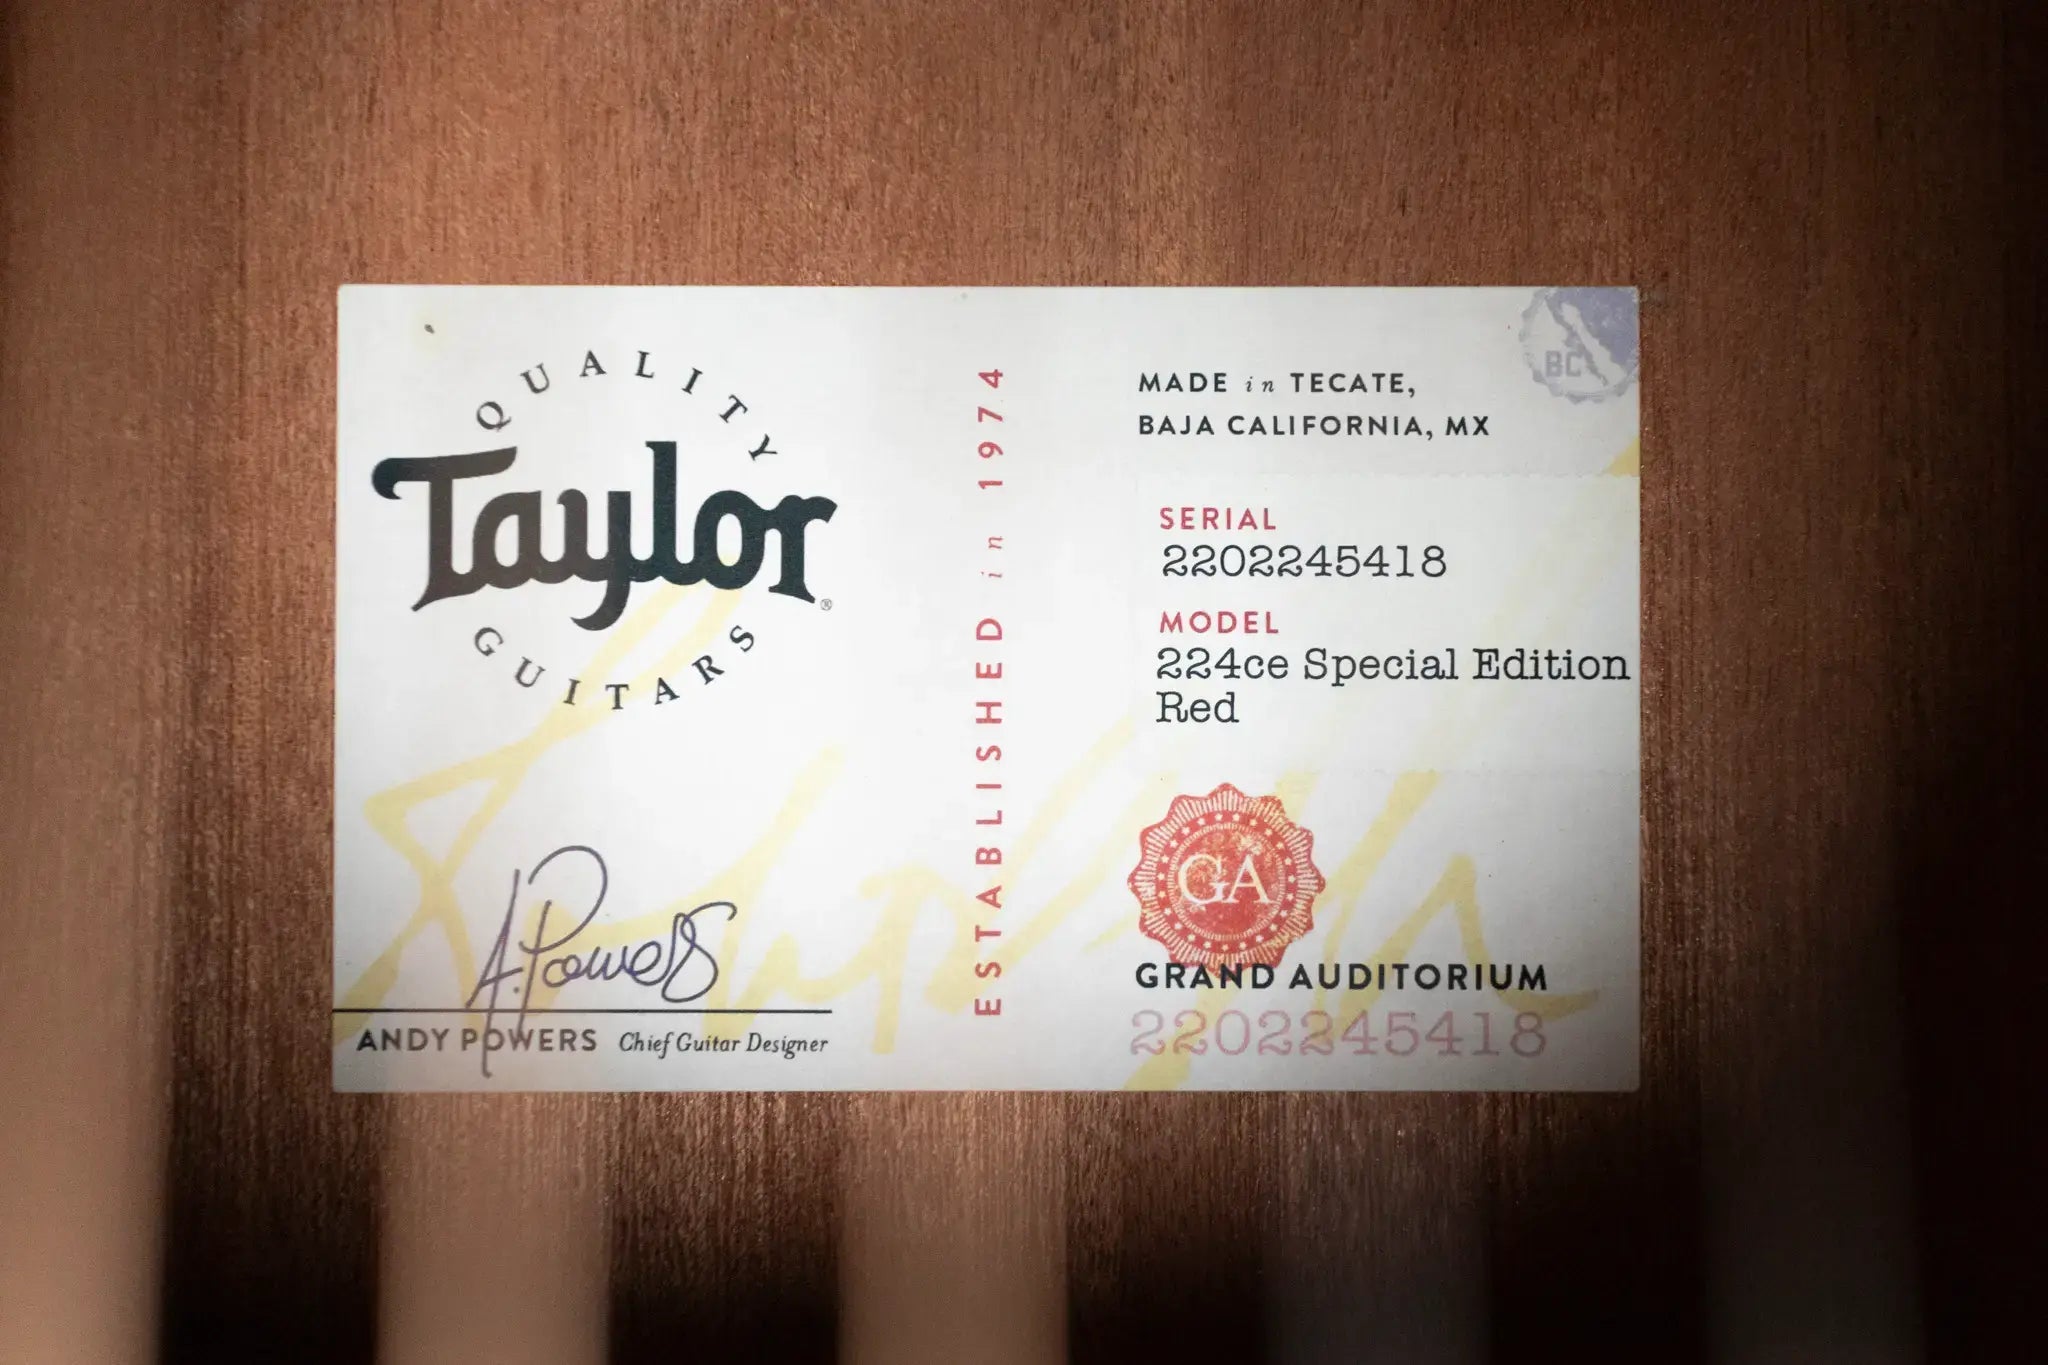 QUALITY
Taylor®
GUITARS
A. Powers
ANDY POWERS Chief Guitar Designer
ESTABLISHED in 1974
BC
MADE in TECATE,
BAJA CALIFORNIA, MX
SERIAL
2202245418
MODEL
224ce Special Edition
Red
GA
GRAND AUDITORIUM
2202245418